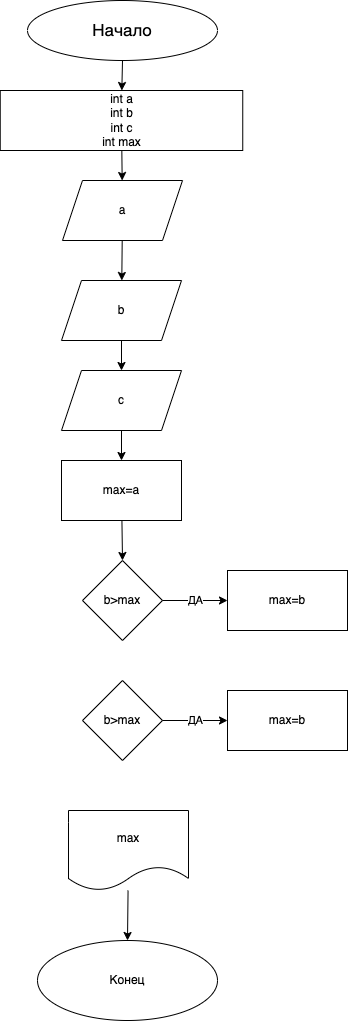 Начало
int a
int b
int c
int max
a
b
c
max=a
b>max
ДА
max=b
b>max
ДА
max=b
max
Конец